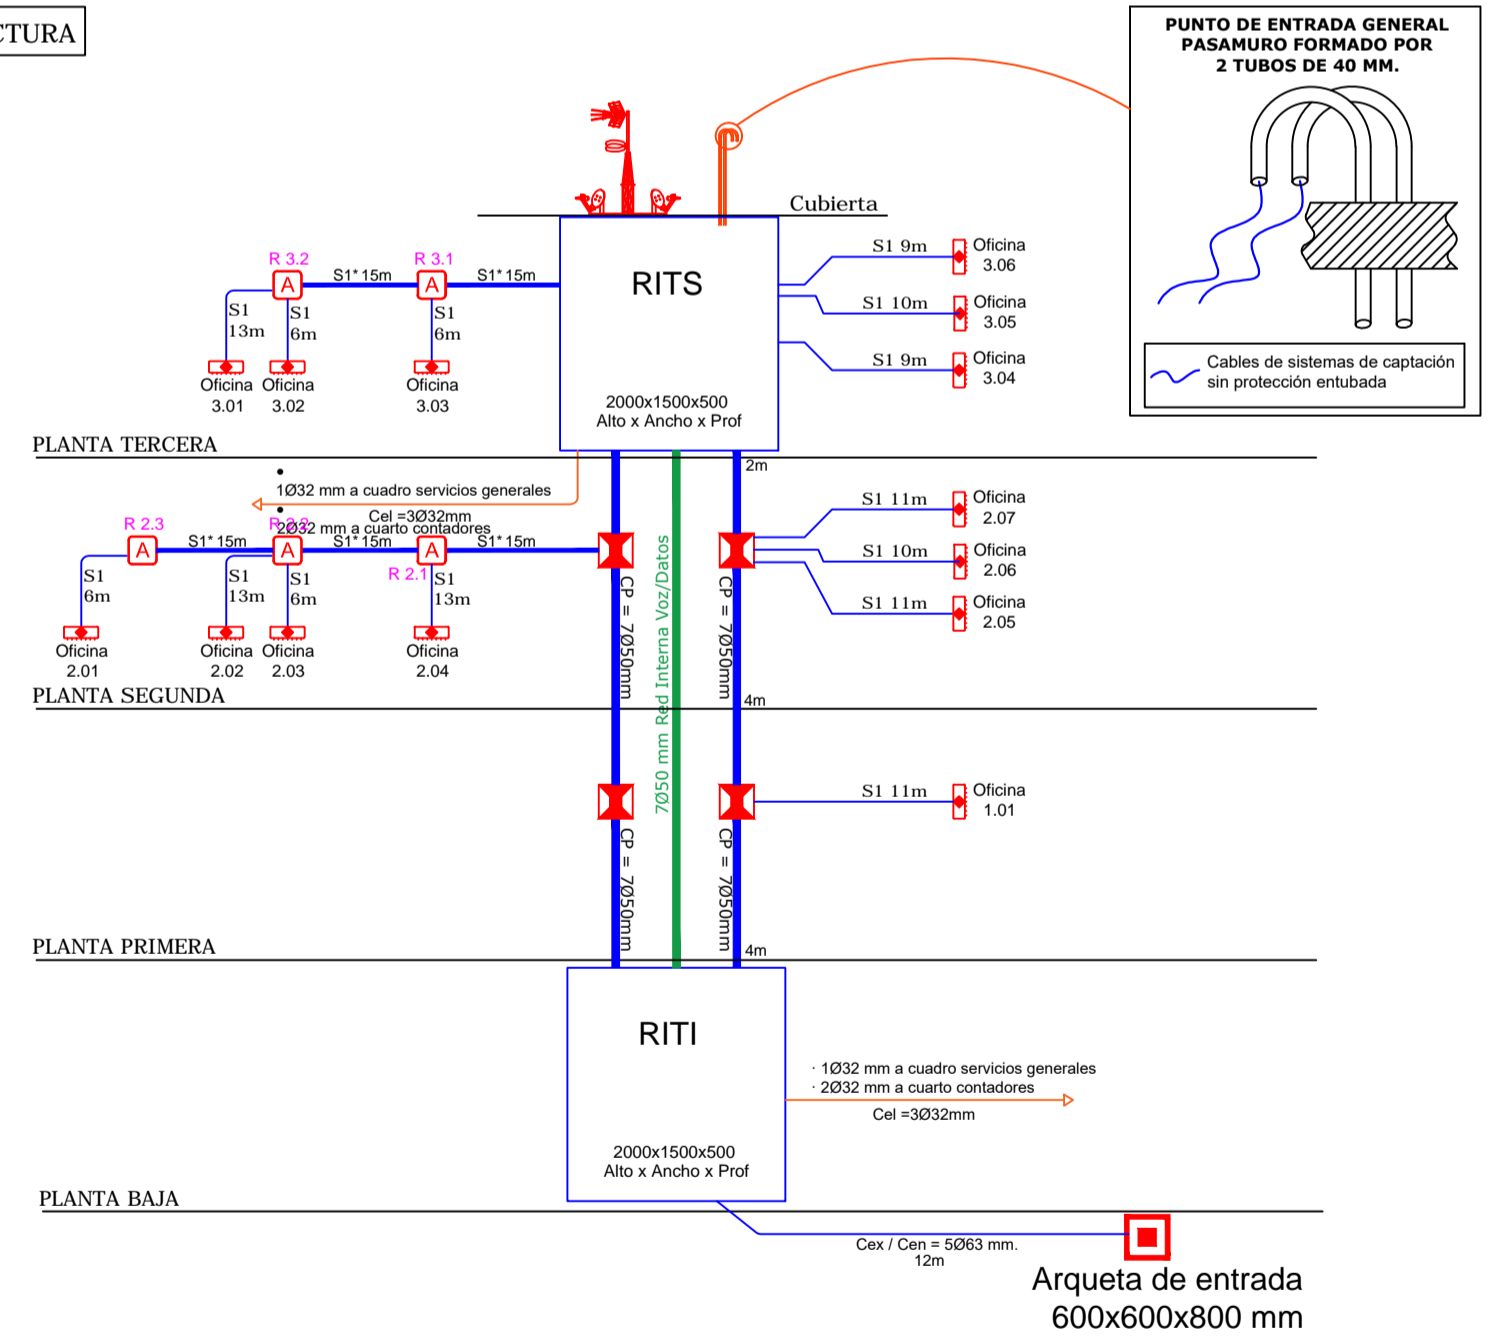 CTURA
PUNTO DE ENTRADA GENERAL
PASAMURO FORMADO POR
2 TUBOS DE 40 MM.
Cables de sistemas de captación
sin protección entubada
Cubierta
RITS
2000x1500x500
Alto x Ancho x Prof
R 3.2
R 3.1
S1* 15m
S1* 15m
S1
13m
S1
6m
S1
6m
Oficina
3.01
Oficina
3.02
Oficina
3.03
S1 9m
Oficina
3.06
S1 10m
Oficina
3.05
S1 9m
Oficina
3.04
PLANTA TERCERA
2m
1Ø32 mm a cuadro servicios generales
Cel =3Ø32mm
2Ø32 mm a cuarto contadores
R 2.3
R 2.2
R 2.1
S1* 15m
S1* 15m
S1* 15m
S1
6m
S1
13m
S1
6m
S1
13m
Oficina
2.01
Oficina
2.02
Oficina
2.03
Oficina
2.04
S1 11m
Oficina
2.07
S1 10m
Oficina
2.06
S1 11m
Oficina
2.05
CP = 7Ø50mm
7Ø50 mm Red Interna Voz/Datos
CP = 7Ø50mm
PLANTA SEGUNDA
4m
S1 11m
Oficina
1.01
CP = 7Ø50mm
CP = 7Ø50mm
PLANTA PRIMERA
4m
RITI
2000x1500x500
Alto x Ancho x Prof
· 1Ø32 mm a cuadro servicios generales
· 2Ø32 mm a cuarto contadores
Cel =3Ø32mm
PLANTA BAJA
Cex / Cen = 5Ø63 mm.
12m
Arqueta de entrada
600x600x800 mm
A
A
A
A
A